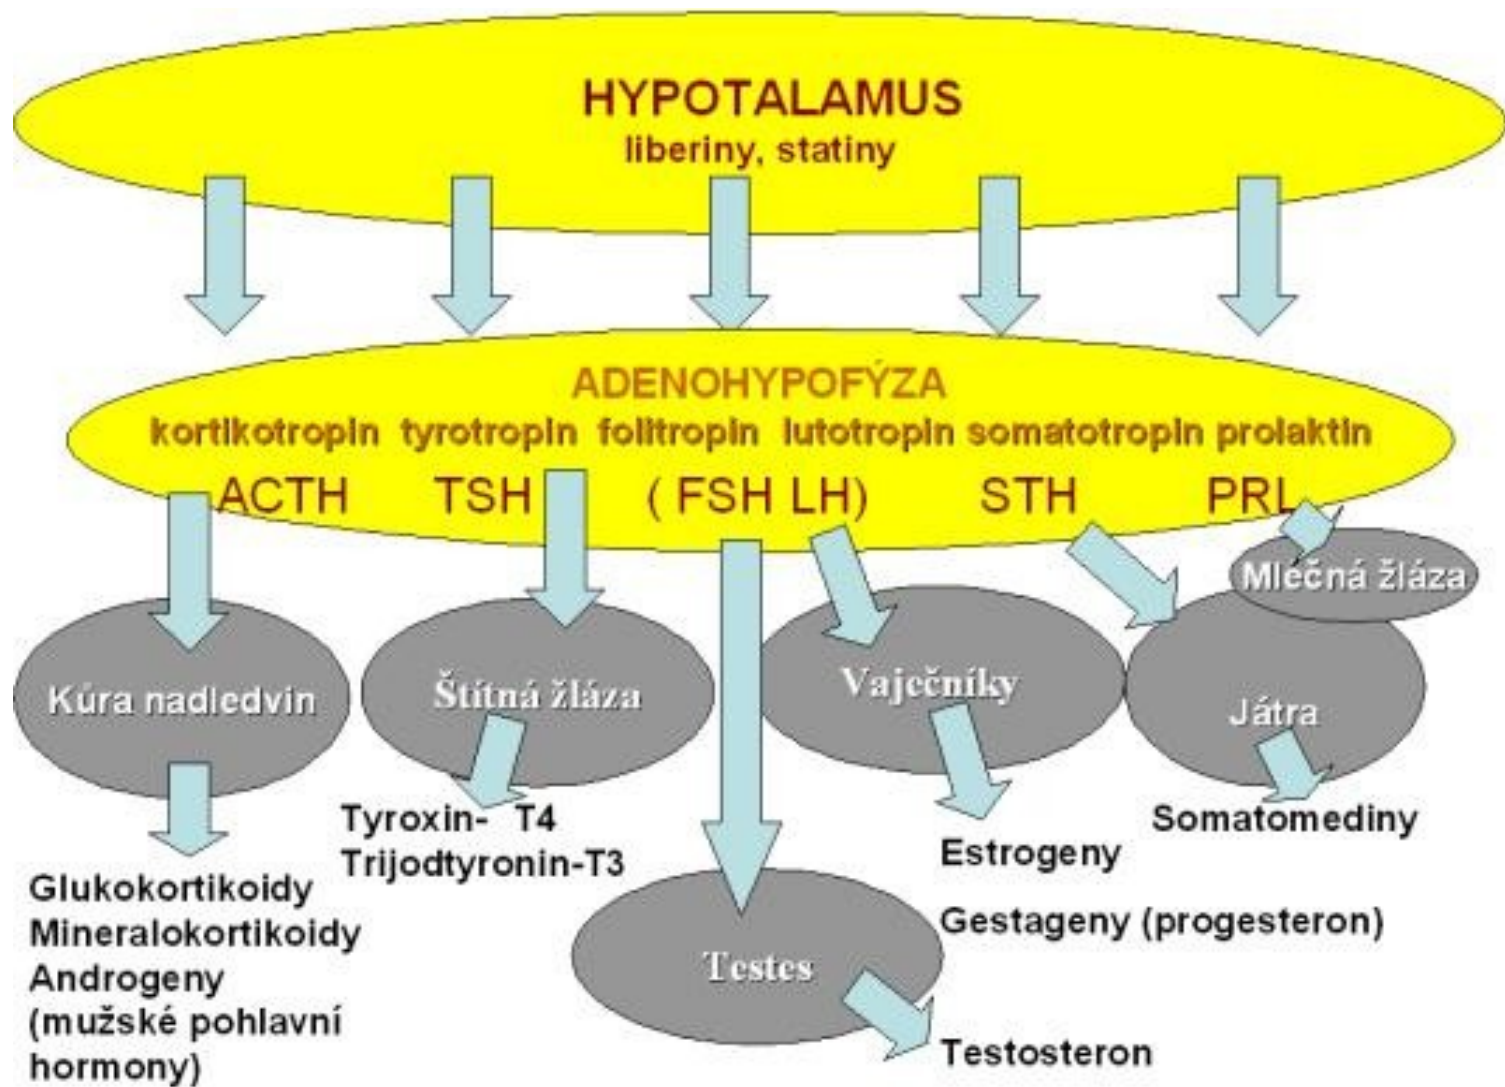 HYPOTALAMUS
liberiny, statiny
ADENOHYPOFÝZA
kortikotropin tyrotropin folitropin lutotropin somatotropin prolaktin
ACTH TSH ( FSH LH) STH PRL
Mléčná žláza
Kůra nadledvin
Štítná žláza
Vaječníky
Játra
Tyroxin- T4
Trijodtyronin-T3
Somatomediny
Estrogeny
Gestageny (progesteron)
Glukokortikoidy
Mineralokortikoidy
Androgeny
(mužské pohlavní
hormony)
Testes
Testosteron